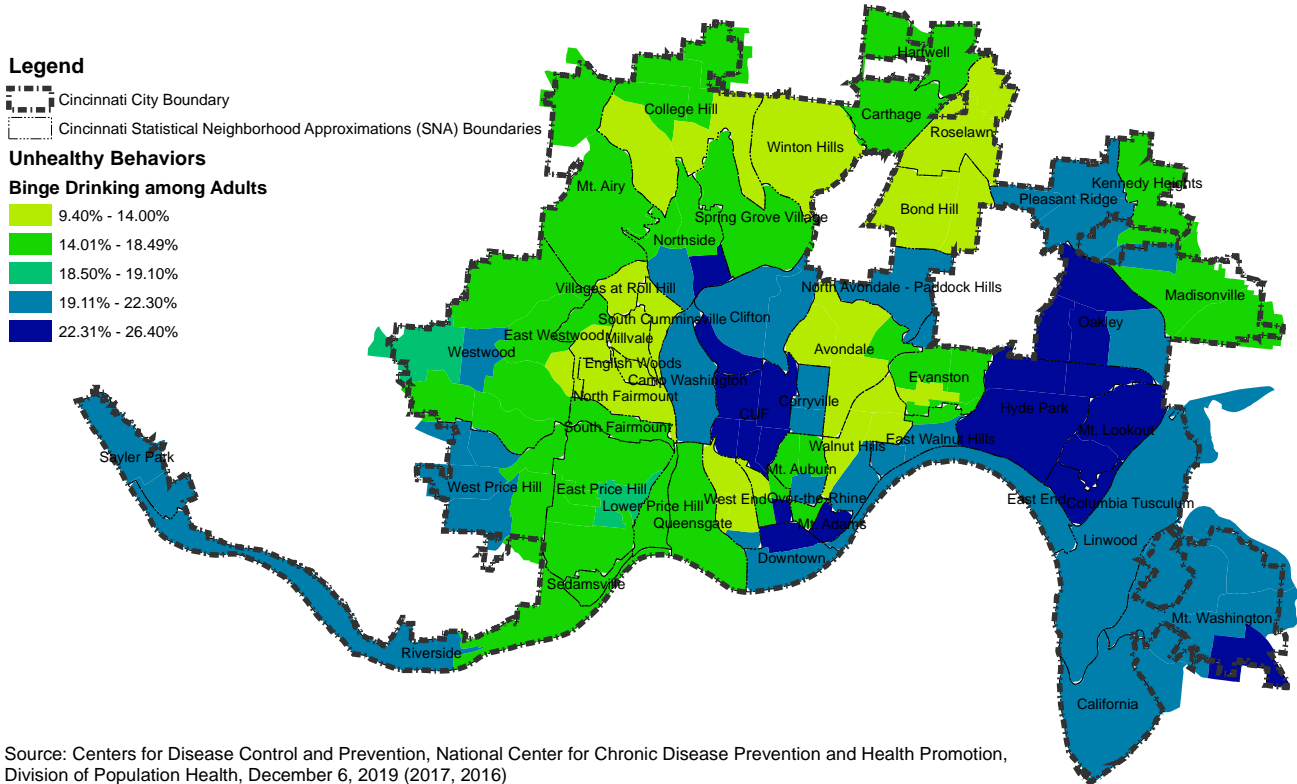 Legend
Cincinnati City Boundary
Cincinnati Statistical Neighborhood Approximations (SNA) Boundaries
Unhealthy Behaviors
Binge Drinking among Adults
9.40% - 14.00%
14.01% - 18.49%
18.50% - 19.10%
19.11% - 22.30%
22.31% - 26.40%
Hartwell
College Hill
Carthage
Roselawn
Winton Hills
Mt. Airy
Kennedy Heights
Pleasant Ridge
Bond Hill
Spring Grove Village
Northside
Villages at Roll Hill
North Avondale - Paddock Hills
Madisonville
South Cumminsville
Clifton
Oakley
East Westwood
Millvale
Westwood
Avondale
English Woods
Camp Washington
Evanston
North Fairmount
Corryville
Hyde Park
CUF
South Fairmount
Mt. Lookout
Walnut Hills
East Walnut Hills
Sayler Park
Mt. Auburn
West Price Hill
East Price Hill
Lower Price Hill
West End
Over-the-Rhine
East End
Columbia Tusculum
Queensgate
Mt. Adams
Linwood
Downtown
Sedamsville
Mt. Washington
Riverside
California
Source: Centers for Disease Control and Prevention, National Center for Chronic Disease Prevention and Health Promotion,
Division of Population Health, December 6, 2019 (2017, 2016)